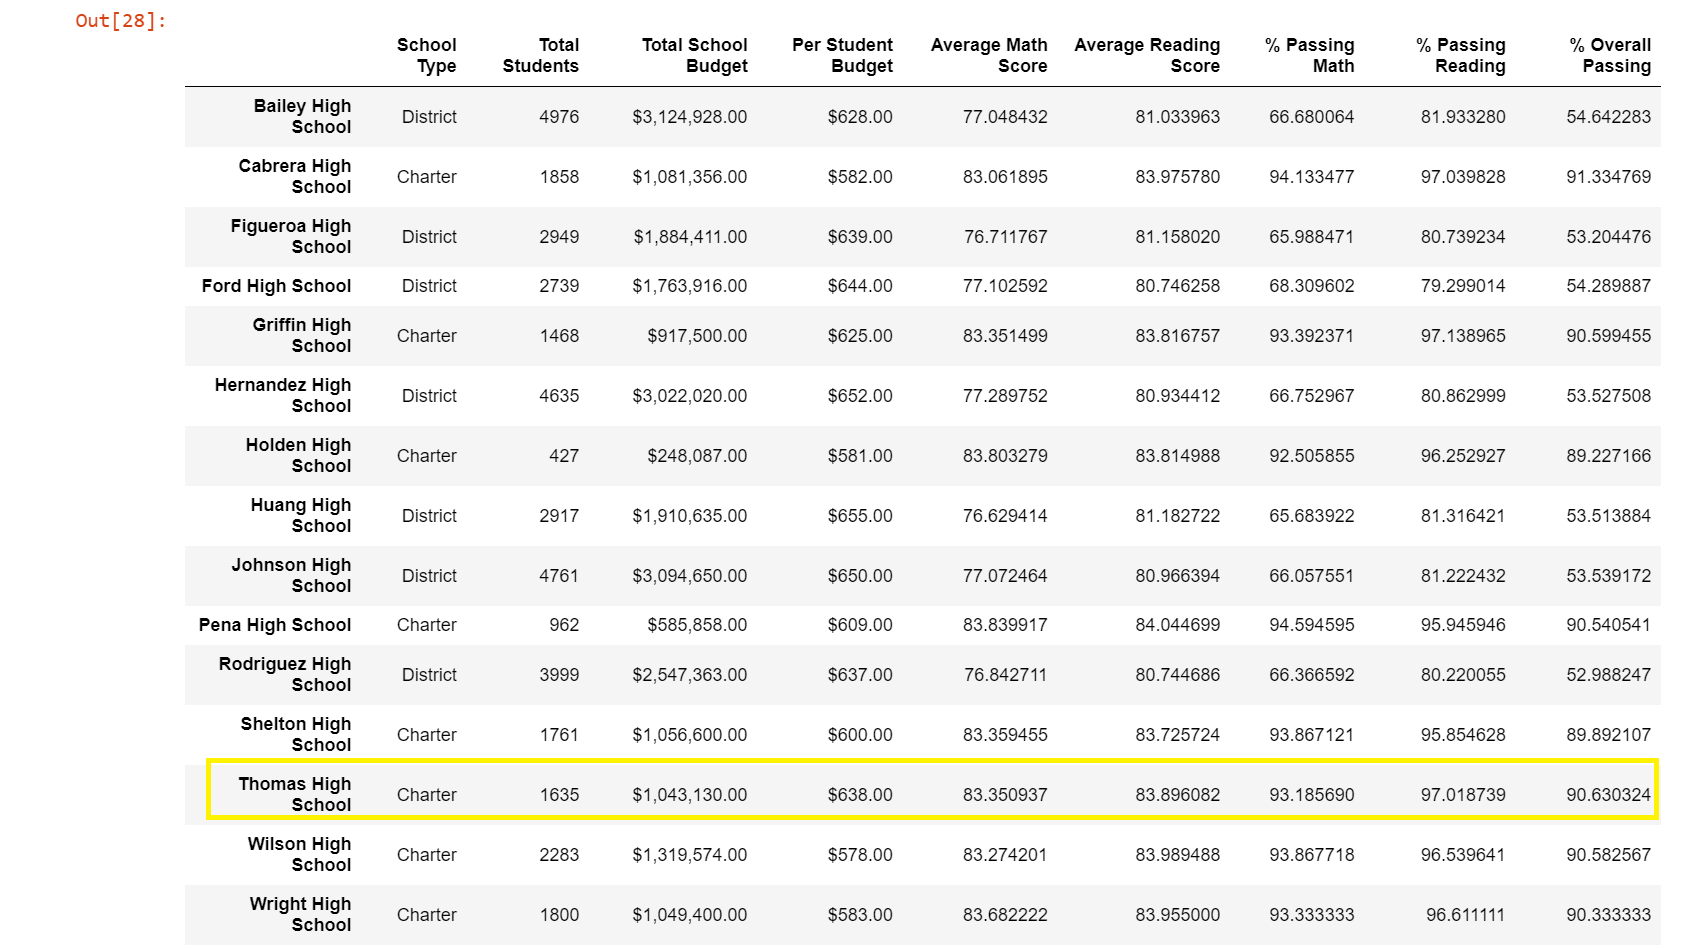 Out[28]:
School Type Total Students Total School Budget Per Student Budget Average Math Score Average Reading Score % Passing Math % Passing Reading % Overall Passing
Bailey High School District 4976 $3,124,928.00 $628.00 77.048432 81.033963 66.680064 81.933280 54.642283
Cabrera High School Charter 1858 $1,081,356.00 $582.00 83.061895 83.975780 94.133477 97.039828 91.334769
Figueroa High School District 2949 $1,884,411.00 $639.00 76.711767 81.158020 65.988471 80.739234 53.204476
Ford High School District 2739 $1,763,916.00 $644.00 77.102592 80.746258 68.309602 79.299014 54.289887
Griffin High School Charter 1468 $917,500.00 $625.00 83.351499 83.816757 93.392371 97.138965 90.599455
Hernandez High School District 4635 $3,022,020.00 $652.00 77.289752 80.934412 66.752967 80.862999 53.527508
Holden High School Charter 427 $248,087.00 $581.00 83.803279 83.814988 92.505855 96.252927 89.227166
Huang High School District 2917 $1,910,635.00 $655.00 76.629414 81.182722 65.683922 81.316421 53.513884
Johnson High School District 4761 $3,094,650.00 $650.00 77.072464 80.966394 66.057551 81.222432 53.539172
Pena High School Charter 962 $585,858.00 $609.00 83.839917 84.044699 94.594595 95.945946 90.540541
Rodriguez High School District 3999 $2,547,363.00 $637.00 76.842711 80.744686 66.366592 80.220055 52.988247
Shelton High School Charter 1761 $1,056,600.00 $600.00 83.359455 83.725724 93.867121 95.854628 89.892107
Thomas High School Charter 1635 $1,043,130.00 $638.00 83.350937 83.896082 93.185690 97.018739 90.630324
Wilson High School Charter 2283 $1,319,574.00 $578.00 83.274201 83.989488 93.867718 96.539641 90.582567
Wright High School Charter 1800 $1,049,400.00 $583.00 83.682222 83.955000 93.333333 96.611111 90.333333